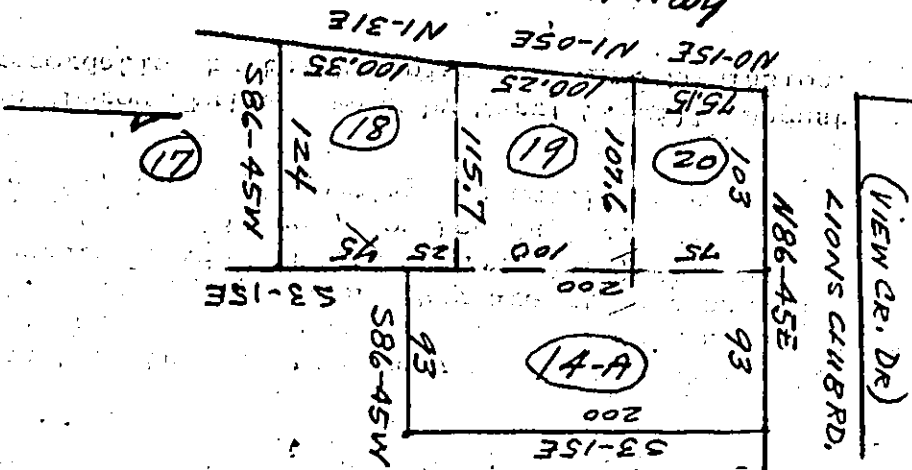 N1-31E
N1-05E
N0-15E
100.35
100.25
75.15
S86-45W
124
18
115.7
19
107.6
20
103
17
75
25
100
75
S3-15E
200
N86-45E
S86-45W
93
14-A
93
200
S3-15E
(VIEW CR. DR)
LIONS CLUB RD.